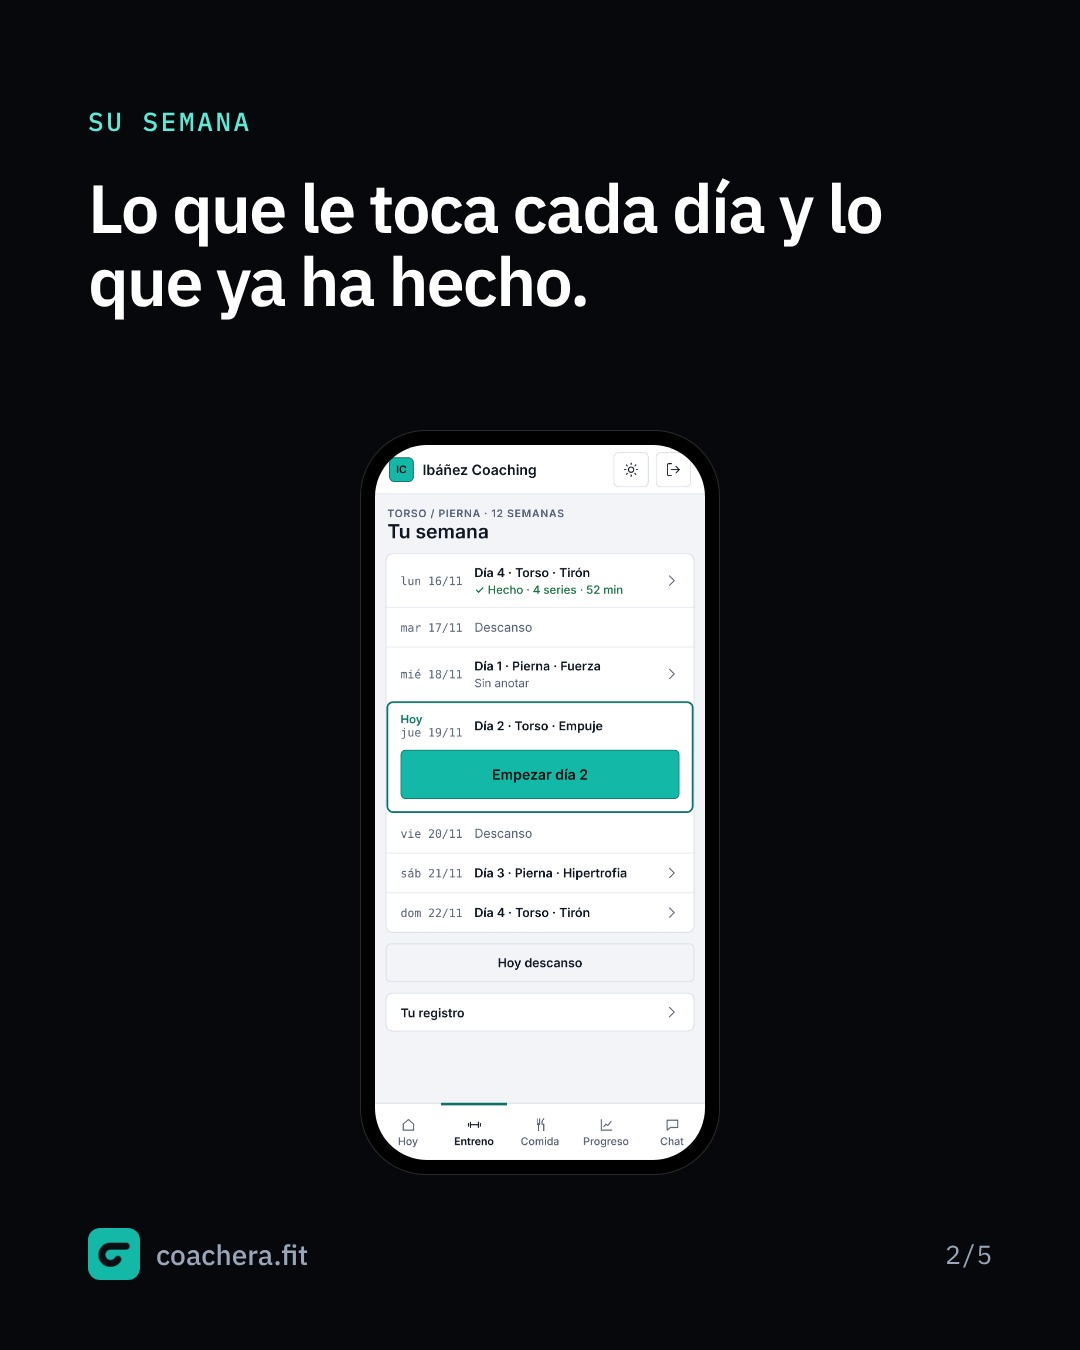 SU SEMANA
Lo que le toca cada día y lo
que ya ha hecho.
IC Ibáñez Coaching
TORSO / PIERNA · 12 SEMANAS
Tu semana
lun 16/11 Día 4 · Torso · Tirón
✓ Hecho · 4 series · 52 min
mar 17/11 Descanso
mié 18/11 Día 1 · Pierna · Fuerza
Sin anotar
Hoy
jue 19/11 Día 2 · Torso · Empuje
Empezar día 2
vie 20/11 Descanso
sáb 21/11 Día 3 · Pierna · Hipertrofia
dom 22/11 Día 4 · Torso · Tirón
Hoy descanso
Tu registro
Hoy Entreno Comida Progreso Chat
coachera.fit 2/5